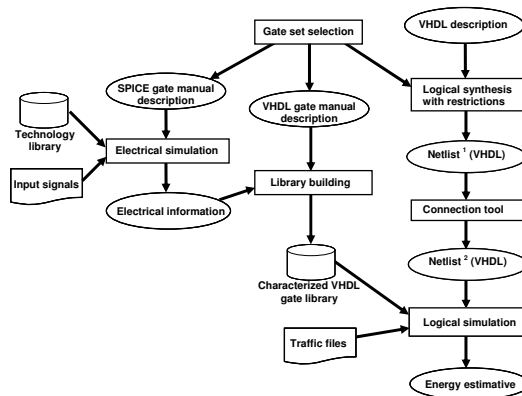 Gate set selection
VHDL description
SPICE gate manual
description
VHDL gate manual
description
Logical synthesis
with restrictions
Technology
library
Electrical simulation
Netlist ¹ (VHDL)
Input signals
Library building
Electrical information
Connection tool
Netlist ² (VHDL)
Characterized VHDL
gate library
Logical simulation
Traffic files
Energy estimative